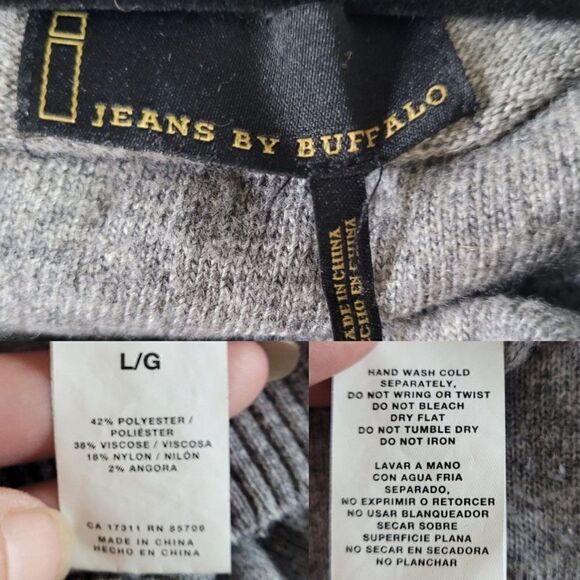 i JEANS BY BUFFALO
MADE IN CHINA
HECHO EN CHINA
L/G
42% POLYESTER /
POLIÉSTER
38% VISCOSE / VISCOSA
18% NYLON / NILÓN
2% ANGORA
CA 17311 RN 85706
MADE IN CHINA
HECHO EN CHINA
HAND WASH COLD
SEPARATELY,
DO NOT WRING OR TWIST
DO NOT BLEACH
DRY FLAT
DO NOT TUMBLE DRY
DO NOT IRON
LAVAR A MANO
CON AGUA FRIA
SEPARADO,
NO EXPRIMIR O RETORCER
NO USAR BLANQUEADOR
SECAR SOBRE
SUPERFICIE PLANA
NO SECAR EN SECADORA
NO PLANCHAR